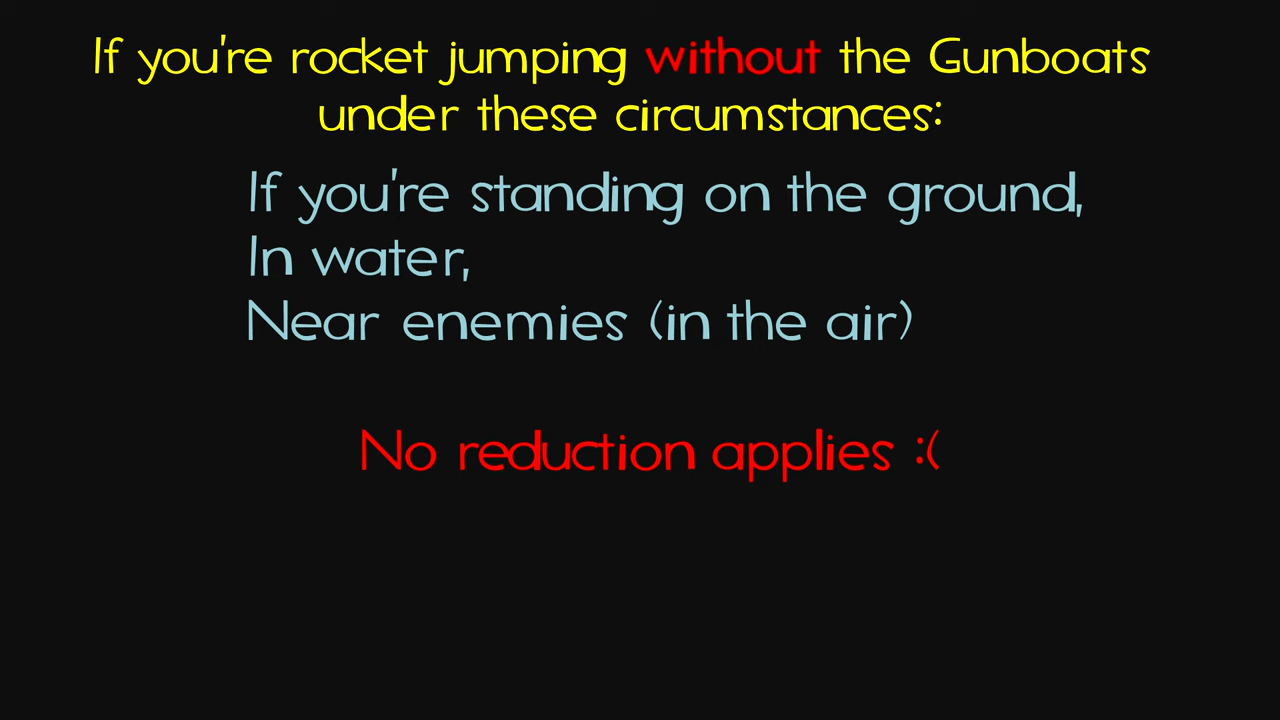 If you're rocket jumping without the Gunboats
under these circumstances:
If you're standing on the ground,
In water,
Near enemies (in the air)
No reduction applies :(